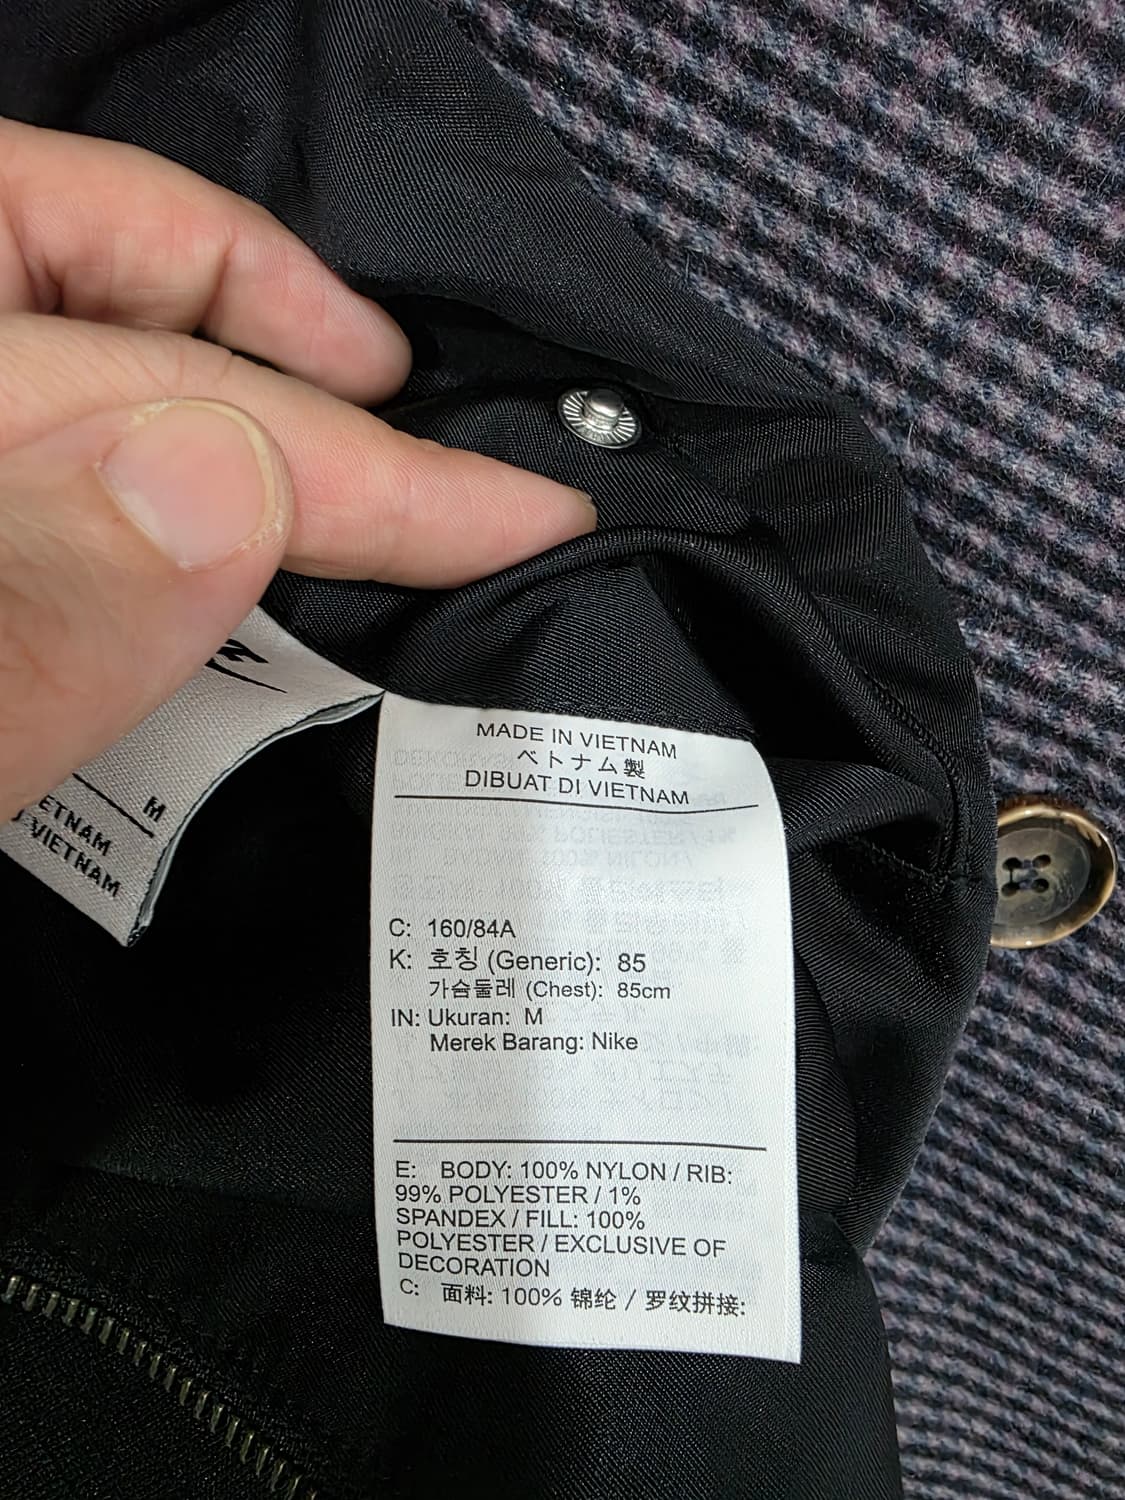 MADE IN VIETNAM
ベトナム製
DIBUAT DI VIETNAM
C: 160/84A
K: 호칭 (Generic): 85
가슴둘레 (Chest): 85cm
IN: Ukuran: M
Merek Barang: Nike
E: BODY: 100% NYLON / RIB:
99% POLYESTER / 1%
SPANDEX / FILL: 100%
POLYESTER / EXCLUSIVE OF
DECORATION
C: 面料: 100% 锦纶 / 罗纹拼接:
M
ETNAM
VIETNAM